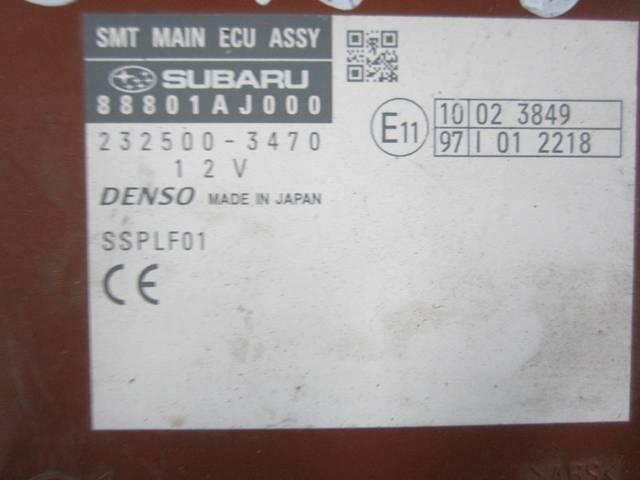 SMT MAIN ECU ASSY
SUBARU
88801AJ000
232500-3470
12V
DENSO MADE IN JAPAN
SSPLF01
CE
E11
10 02 3849
97 I 01 2218